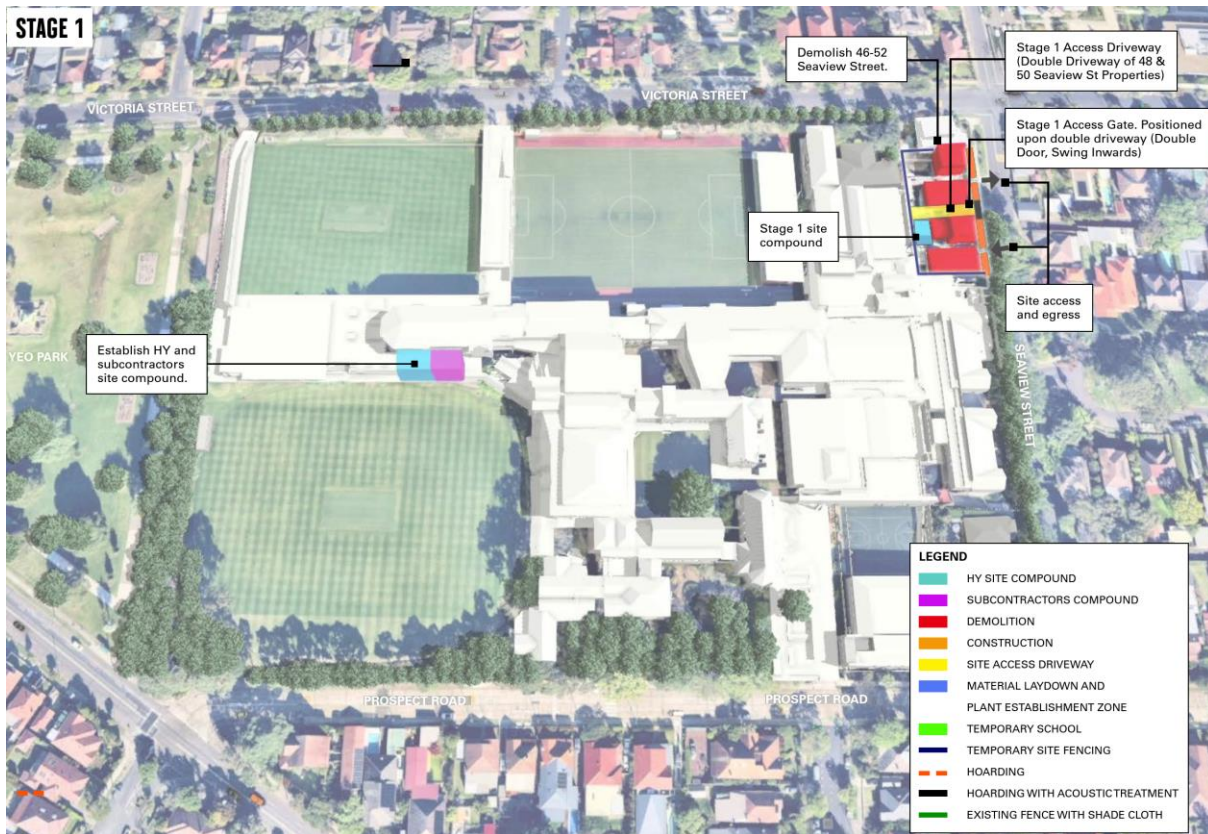 STAGE 1
Demolish 46-52
Seaview Street.
Stage 1 Access Driveway
(Double Driveway of 48 &
50 Seaview St Properties)
VICTORIA STREET
VICTORIA STREET
Stage 1 Access Gate. Positioned
upon double driveway (Double
Door, Swing Inwards)
Stage 1 site
compound
Site access
and egress
YEO PARK
Establish HY and
subcontractors
site compound.
SEAVIEW STREET
PROSPECT ROAD
PROSPECT ROAD
LEGEND
HY SITE COMPOUND
SUBCONTRACTORS COMPOUND
DEMOLITION
CONSTRUCTION
SITE ACCESS DRIVEWAY
MATERIAL LAYDOWN AND
PLANT ESTABLISHMENT ZONE
TEMPORARY SCHOOL
TEMPORARY SITE FENCING
HOARDING
HOARDING WITH ACOUSTIC TREATMENT
EXISTING FENCE WITH SHADE CLOTH